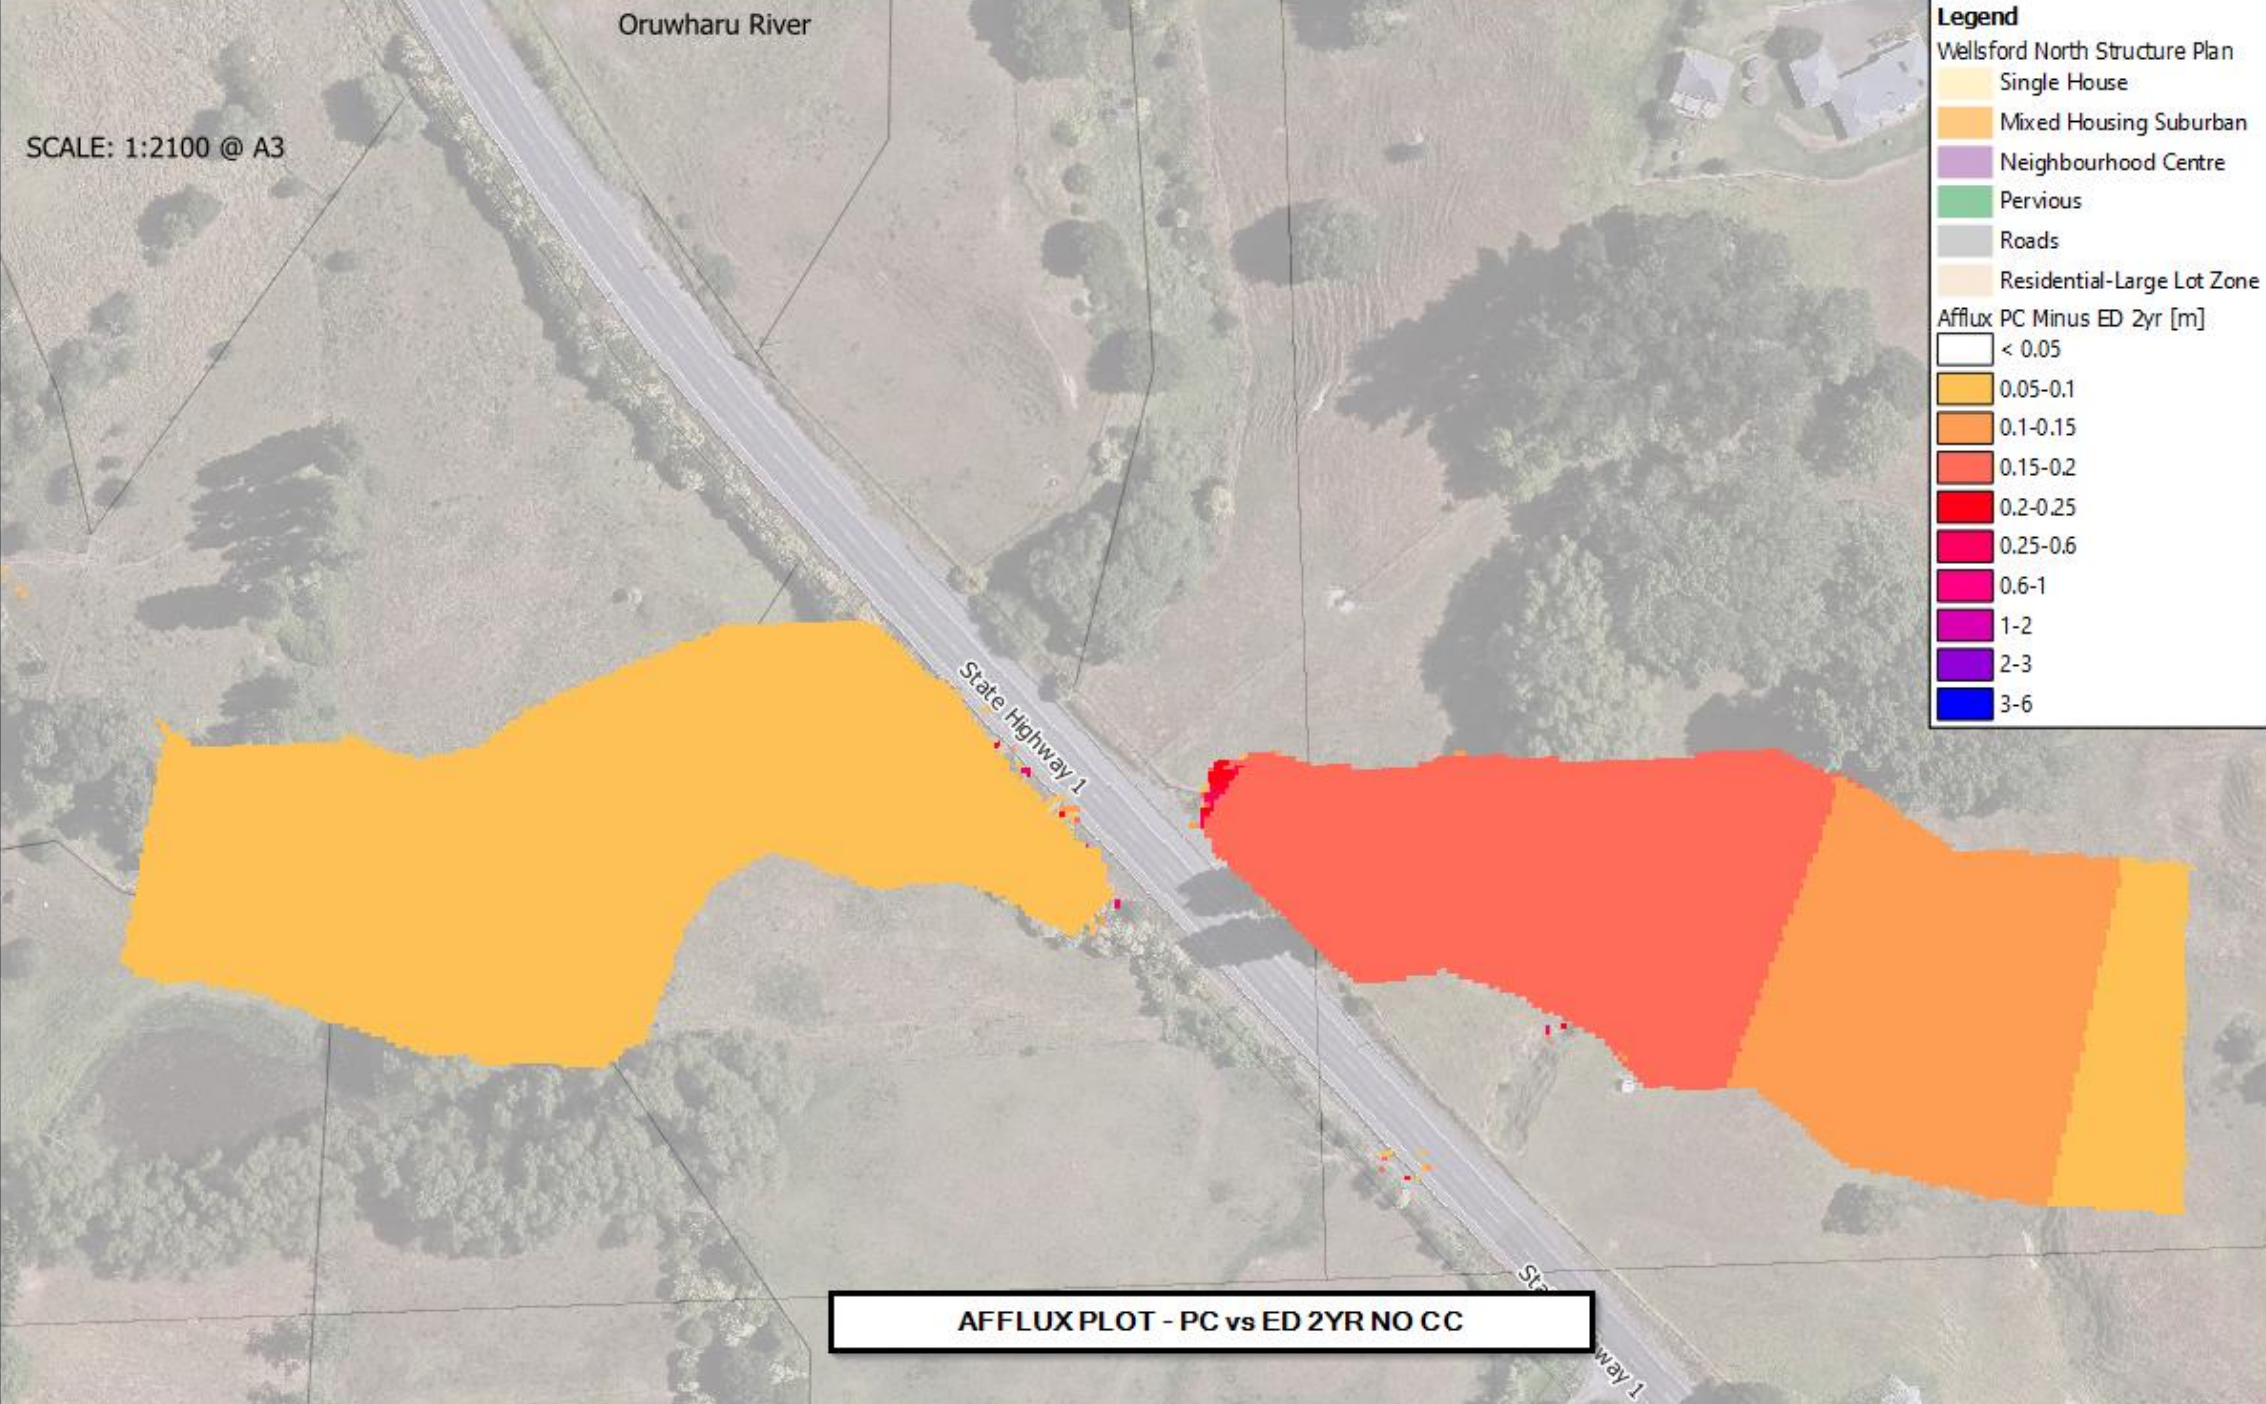 Oruwharu River
SCALE: 1:2100 @ A3
Legend
Wellsford North Structure Plan
Single House
Mixed Housing Suburban
Neighbourhood Centre
Pervious
Roads
Residential-Large Lot Zone
Afflux PC Minus ED 2yr [m]
< 0.05
0.05-0.1
0.1-0.15
0.15-0.2
0.2-0.25
0.25-0.6
0.6-1
1-2
2-3
3-6
State Highway 1
Sta
way 1
AFFLUX PLOT - PC vs ED 2YR NO CC